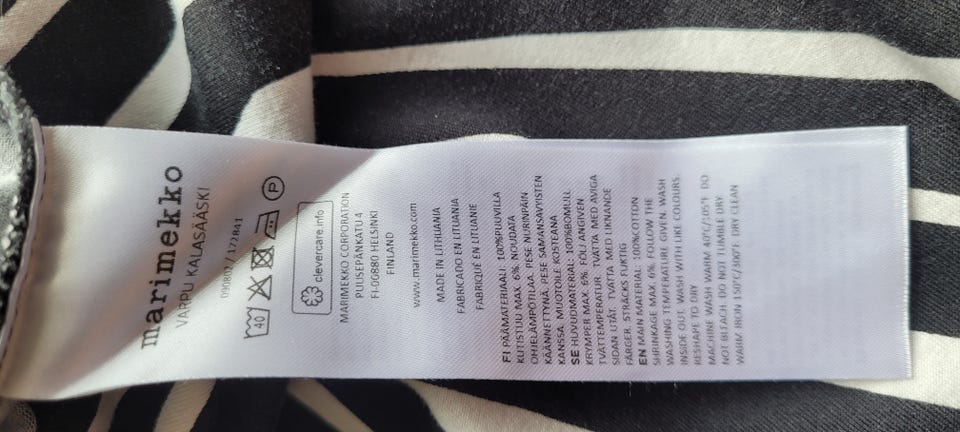 marimekko
VARPU KALASÄÄSKI
090802 / 172841
40 P
clevercare.info
MARIMEKKO CORPORATION
PUUSEPÄNKATU 4
FI-00880 HELSINKI
FINLAND
www.marimekko.com
MADE IN LITHUANIA
FABRICADO EN LITUANIA
FABRIQUÉ EN LITUANIE
FI PÄÄMATERIAALI: 100%PUUVILLA
KUTISTUU MAX. 6%. NOUDATA
OHJELÄMPÖTILAA. PESE NURINPÄIN
KÄÄNNETTYNÄ. PESE SAMANSÄVYISTEN
KANSSA. MUOTOILE KOSTEANA
SE HUVUDMATERIAL: 100%BOMULL
KRYMPER MAX. 6%. FÖLJ ANGIVEN
TVÄTTEMPERATUR. TVÄTTA MED AVIGA
SIDAN UTÅT. TVÄTTA MED LIKNANDE
FÄRGER. STRÄCKS FUKTIG
EN MAIN MATERIAL: 100%COTTON
SHRINKAGE MAX. 6%. FOLLOW THE
WASHING TEMPERATURE GIVEN. WASH
INSIDE OUT. WASH WITH LIKE COLOURS.
RESHAPE TO DRY
MACHINE WASH WARM 40°C/105°F DO
NOT BLEACH DO NOT TUMBLE DRY
WARM IRON 150°C/300°F DRY CLEAN